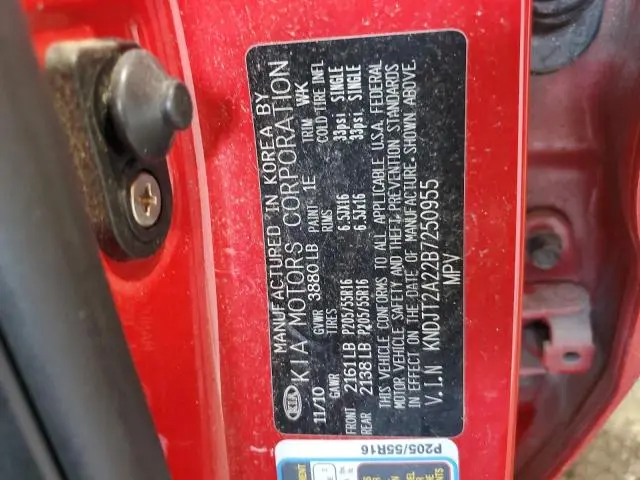 MANUFACTURED IN KOREA BY
KIA KIA MOTORS CORPORATION
11/10 GVWR 3880LB PAINT 1E TRIM WK
GAWR TIRES RIMS COLD TIRE INFL
FRONT 2161LB P205/55R16 6.5JX16 33psi SINGLE
REAR 2138LB P205/55R16 6.5JX16 33psi SINGLE
THIS VEHICLE CONFORMS TO ALL APPLICABLE U.S.A. FEDERAL
MOTOR VEHICLE SAFETY AND THEFT PREVENTION STANDARDS
IN EFFECT ON THE DATE OF MANUFACTURE SHOWN ABOVE.
V.I.N KNDJT2A22B7250955
MPV
P205/55R16